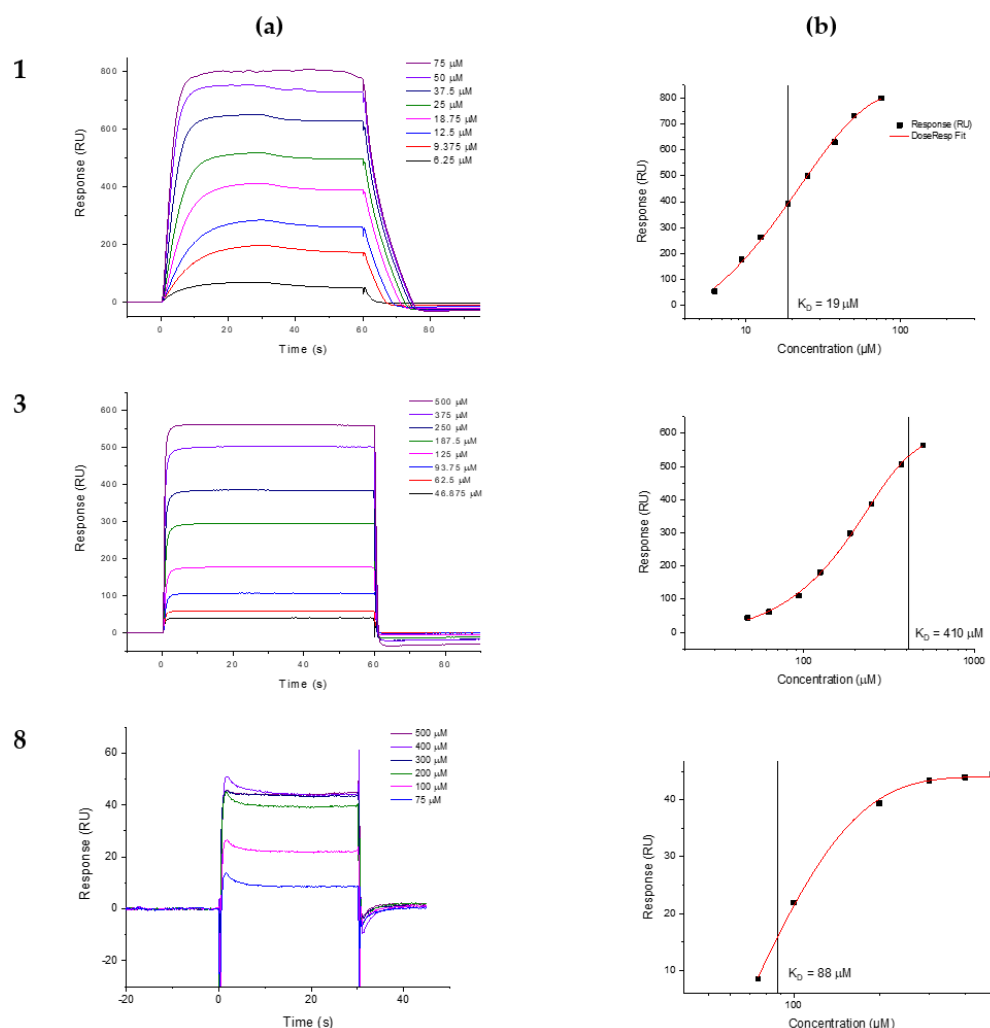 (a)
(b)
1
800
600
400
200
0
Response (RU)
0
20
40
60
80
Time (s)
75 µM
50 µM
37.5 µM
25 µM
18.75 µM
12.5 µM
9.375 µM
6.25 µM
800
700
600
500
400
300
200
100
0
Response (RU)
Response (RU)
DoseResp Fit
K_D = 19 µM
10
100
Concentration (µM)
3
600
500
400
300
200
100
0
Response (RU)
0
20
40
60
80
Time (s)
500 µM
375 µM
250 µM
187.5 µM
125 µM
93.75 µM
62.5 µM
46.875 µM
600
500
400
300
200
100
0
Response (RU)
K_D = 410 µM
100
1000
Concentration (µM)
8
60
40
20
0
-20
Response (RU)
-20
0
20
40
Time (s)
500 µM
400 µM
300 µM
200 µM
100 µM
75 µM
40
30
20
10
Response (RU)
K_D = 88 µM
100
Concentration (µM)